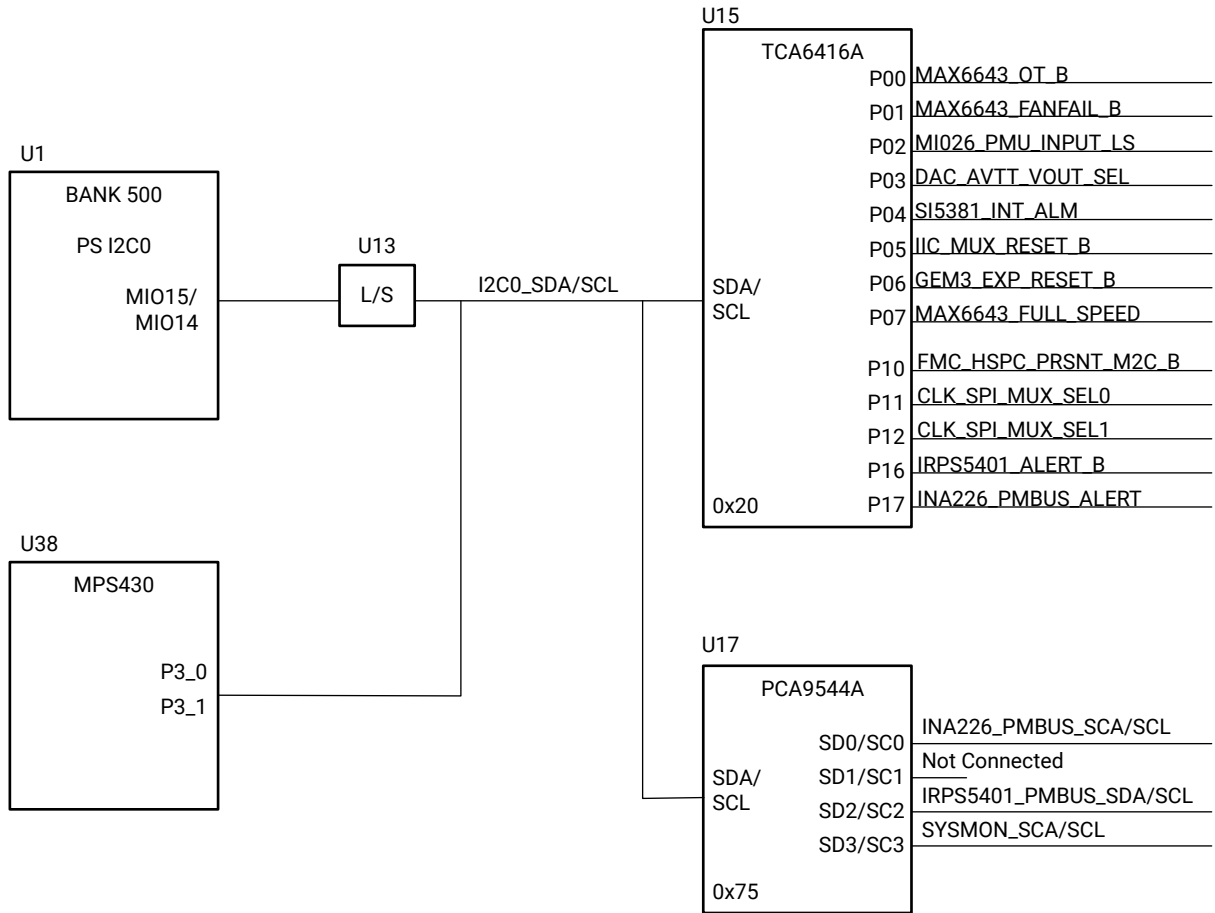 U1
BANK 500
PS I2C0
MIO15/
MIO14
U13
L/S
I2C0_SDA/SCL
U38
MPS430
P3_0
P3_1
U15
TCA6416A
SDA/
SCL
P00 MAX6643_OT_B
P01 MAX6643_FANFAIL_B
P02 MI026_PMU_INPUT_LS
P03 DAC_AVTT_VOUT_SEL
P04 SI5381_INT_ALM
P05 IIC_MUX_RESET_B
P06 GEM3_EXP_RESET_B
P07 MAX6643_FULL_SPEED
P10 FMC_HSPC_PRSNT_M2C_B
P11 CLK_SPI_MUX_SEL0
P12 CLK_SPI_MUX_SEL1
P16 IRPS5401_ALERT_B
P17 INA226_PMBUS_ALERT
0x20
U17
PCA9544A
SDA/
SCL
SD0/SC0 INA226_PMBUS_SCA/SCL
SD1/SC1 Not Connected
SD2/SC2 IRPS5401_PMBUS_SDA/SCL
SD3/SC3 SYSMON_SCA/SCL
0x75